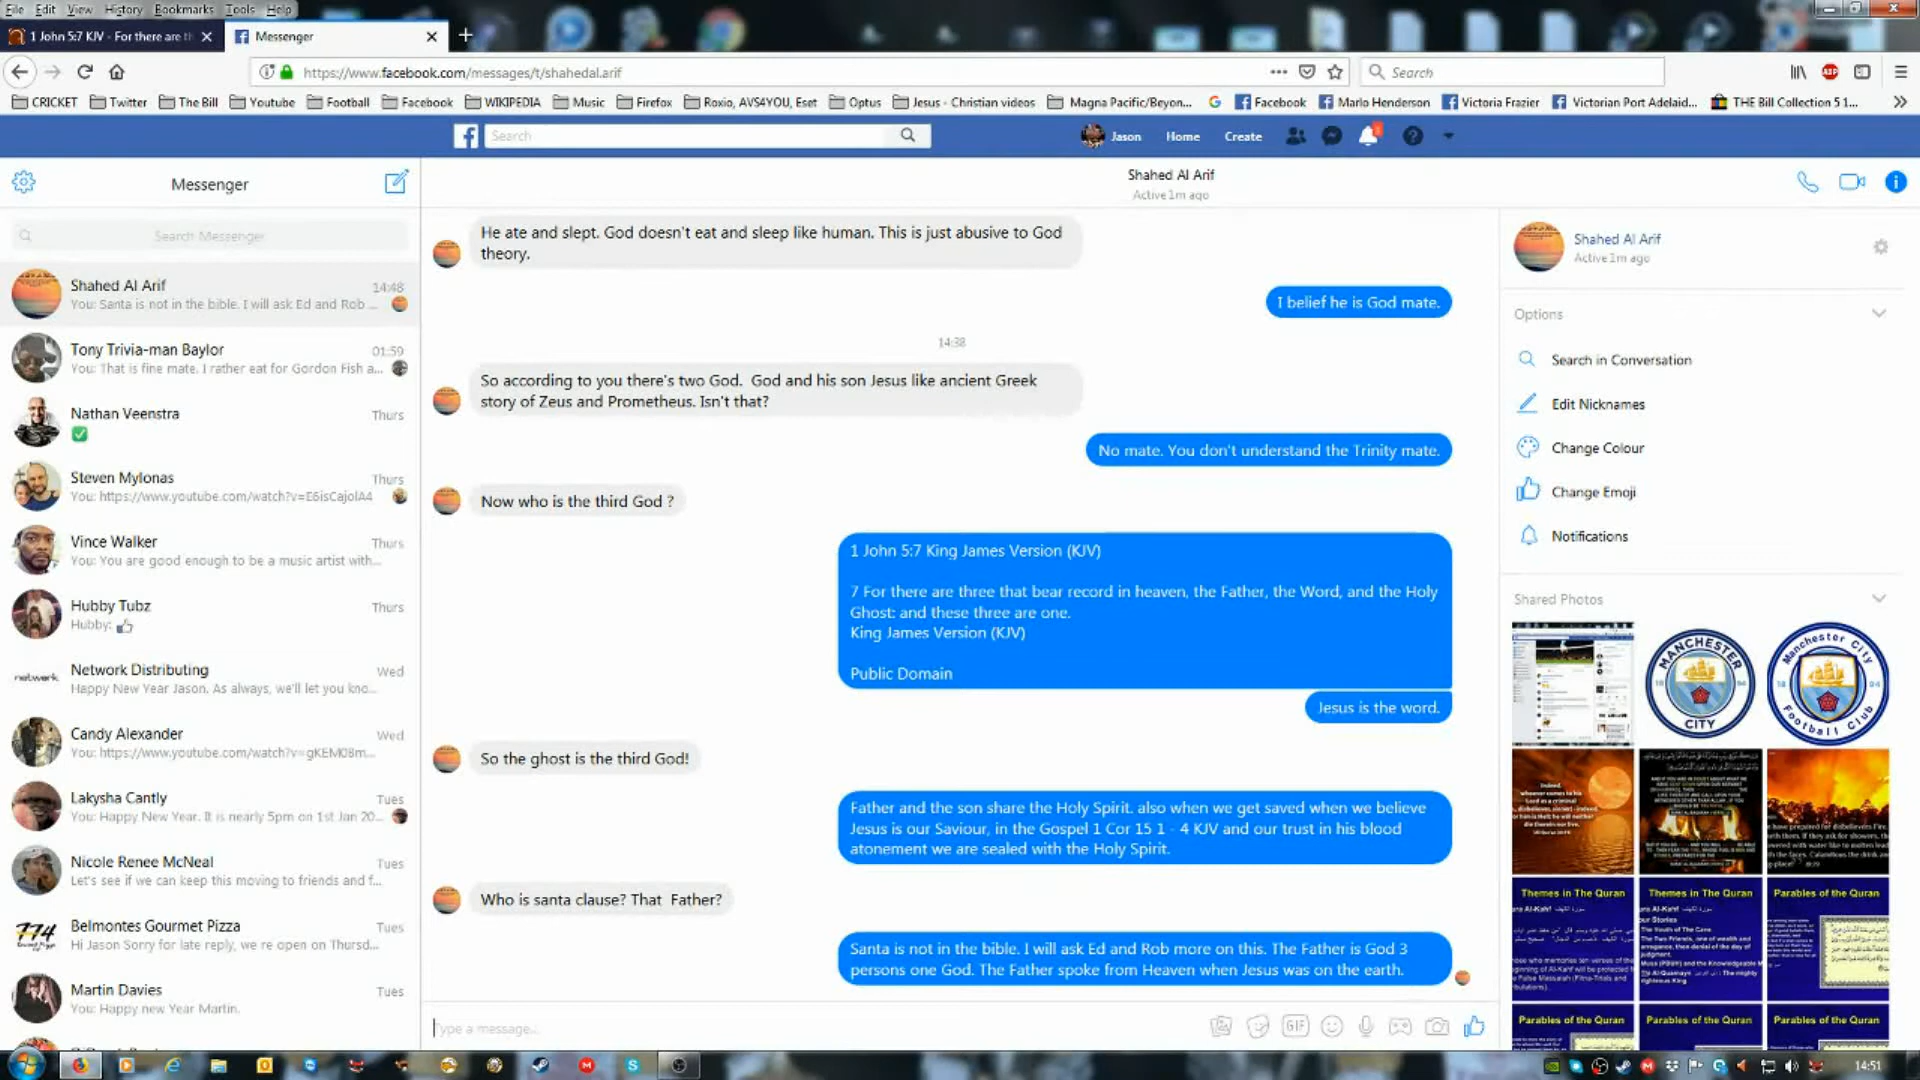 File Edit View History Bookmarks Tools Help
1 John 5:7 KJV - For there are th
Messenger
https://www.facebook.com/messages/t/shahedal.arif
Search
CRICKET Twitter The Bill Youtube Football Facebook WIKIPEDIA Music Firefox Roxio, AVS4YOU, Eset Optus Jesus - Christian videos Magna Pacific/Beyon... Facebook Marlo Henderson Victoria Frazier Victorian Port Adelaid... THE Bill Collection 5 1...
Search
Jason Home Create
Messenger
Search Messenger
Shahed Al Arif 14:48
You: Santa is not in the bible. I will ask Ed and Rob ...
Tony Trivia-man Baylor 01:59
You: That is fine mate. I rather eat for Gordon Fish a...
Nathan Veenstra Thurs
Steven Mylonas Thurs
You: https://www.youtube.com/watch?v=E6isCajolA4
Vince Walker Thurs
You: You are good enough to be a music artist with...
Hubby Tubz Thurs
Hubby:
Network Distributing Wed
Happy New Year Jason. As always, we'll let you kno...
Candy Alexander Wed
You: https://www.youtube.com/watch?v=gKEM08m...
Lakysha Cantly Tues
You: Happy New Year. It is nearly 5pm on 1st Jan 20...
Nicole Renee McNeal Tues
Let's see if we can keep this moving to friends and f...
Belmontes Gourmet Pizza Tues
Hi Jason Sorry for late reply, we re open on Thursd...
Martin Davies Tues
You: Happy new Year Martin.
Shahed Al Arif
Active 1m ago
He ate and slept. God doesn't eat and sleep like human. This is just abusive to God
theory.
I belief he is God mate.
14:38
So according to you there's two God. God and his son Jesus like ancient Greek
story of Zeus and Prometheus. Isn't that?
No mate. You don't understand the Trinity mate.
Now who is the third God ?
1 John 5:7 King James Version (KJV)
7 For there are three that bear record in heaven, the Father, the Word, and the Holy
Ghost: and these three are one.
King James Version (KJV)
Public Domain
Jesus is the word.
So the ghost is the third God!
Father and the son share the Holy Spirit. also when we get saved when we believe
Jesus is our Saviour, in the Gospel 1 Cor 15 1 - 4 KJV and our trust in his blood
atonement we are sealed with the Holy Spirit.
Who is santa clause? That Father?
Santa is not in the bible. I will ask Ed and Rob more on this. The Father is God 3
persons one God. The Father spoke from Heaven when Jesus was on the earth.
Type a message...
GIF
Shahed Al Arif
Active 1m ago
Options
Search in Conversation
Edit Nicknames
Change Colour
Change Emoji
Notifications
Shared Photos
MANCHESTER
18 94
CITY
Manchester City
18 94
Football Club
Themes in The Quran
Themes in The Quran
Parables of the Quran
Parables of the Quran
Parables of the Quran
Parables of the Quran
14:51